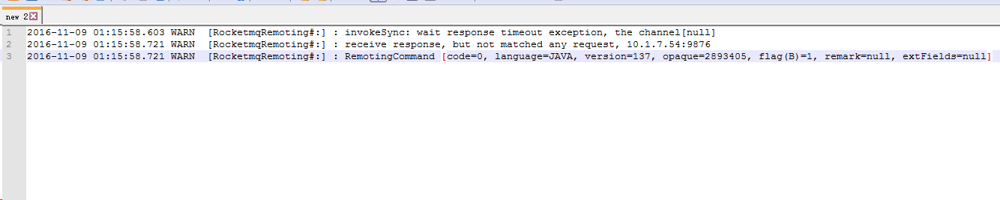 new 2
1 2016-11-09 01:15:58.603 WARN  [RocketmqRemoting#:] : invokeSync: wait response timeout exception, the channel[null]
2 2016-11-09 01:15:58.721 WARN  [RocketmqRemoting#:] : receive response, but not matched any request, 10.1.7.54:9876
3 2016-11-09 01:15:58.721 WARN  [RocketmqRemoting#:] : RemotingCommand [code=0, language=JAVA, version=137, opaque=2893405, flag(B)=1, remark=null, extFields=null]